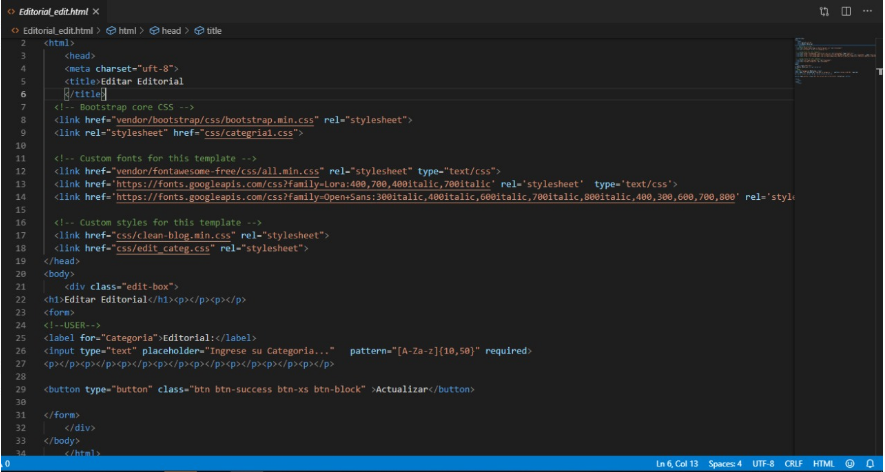 Editorial_edit.html
Editorial_edit.html > html > head > title
2 <html>
3 <head>
4 <meta charset="uft-8">
5 <title>Editar Editorial
6 </title>
7 <!-- Bootstrap core CSS -->
8 <link href="vendor/bootstrap/css/bootstrap.min.css" rel="stylesheet">
9 <link rel="stylesheet" href="css/categria1.css">
10
11 <!-- Custom fonts for this template -->
12 <link href="vendor/fontawesome-free/css/all.min.css" rel="stylesheet" type="text/css">
13 <link href='https://fonts.googleapis.com/css?family=Lora:400,700,400italic,700italic' rel='stylesheet' type='text/css'>
14 <link href='https://fonts.googleapis.com/css?family=Open+Sans:300italic,400italic,600italic,700italic,800italic,400,300,600,700,800' rel='style
15
16 <!-- Custom styles for this template -->
17 <link href="css/clean-blog.min.css" rel="stylesheet">
18 <link href="css/edit_categ.css" rel="stylesheet">
19 </head>
20 <body>
21 <div class="edit-box">
22 <h1>Editar Editorial</h1><p></p><p></p>
23 <form>
24 <!--USER-->
25 <label for="Categoria">Editorial:</label>
26 <input type="text" placeholder="Ingrese su Categoria..." pattern="[A-Za-z]{10,50}" required>
27 <p></p><p></p><p></p><p></p><p></p><p></p><p></p><p></p>
28
29 <button type="button" class="btn btn-success btn-xs btn-block" >Actualizar</button>
30
31 </form>
32 </div>
33 </body>
34 </html>
0 Ln 6, Col 13 Spaces: 4 UTF-8 CRLF HTML